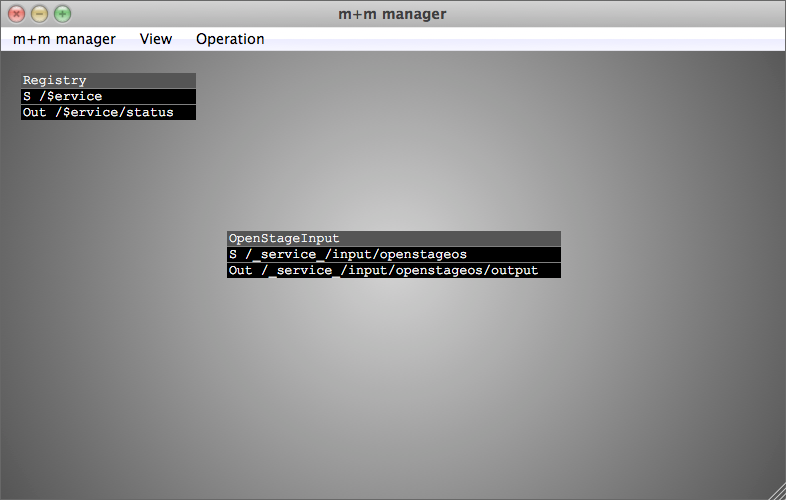 m+m manager
m+m manager View Operation
Registry
S /$ervice
Out /$ervice/status
OpenStageInput
S /_service_/input/openstageos
Out /_service_/input/openstageos/output